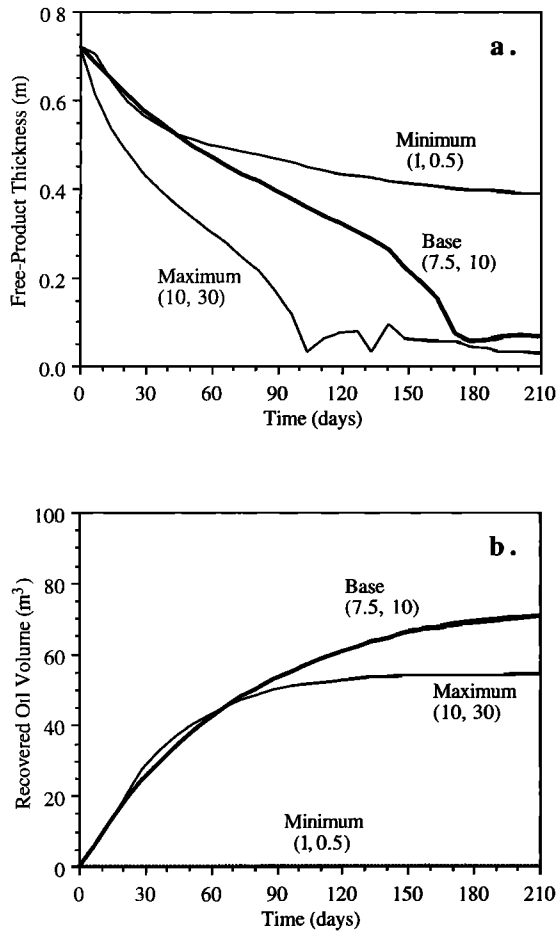 0 8
a.
0.6
0.4
0.2
0.0
Free-Product Thickness (m)
Minimum
(1, 0.5)
Base
(7.5, 10)
Maximum
(10, 30)
0 30 60 90 120 150 180 210
Time (days)
100
b.
80
60
40
20
0
Recovered Oil Volume (m³)
Base
(7.5, 10)
Maximum
(10, 30)
Minimum
(1, 0.5)
0 30 60 90 120 150 180 210
Time (days)